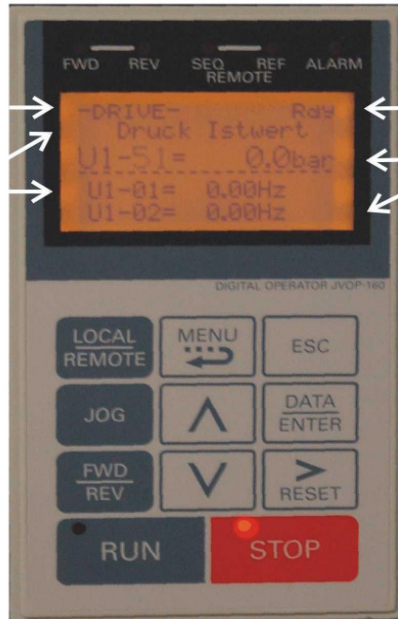 FWD REV SEQ REF ALARM
REMOTE
-DRIVE- Rdy
Druck Istwert
U1-51= 0.0bar
U1-01= 0.00Hz
U1-02= 0.00Hz
DIGITAL OPERATOR JVOP-160
LOCAL
REMOTE
MENU
ESC
JOG
DATA
ENTER
FWD
REV
>
RESET
RUN
STOP